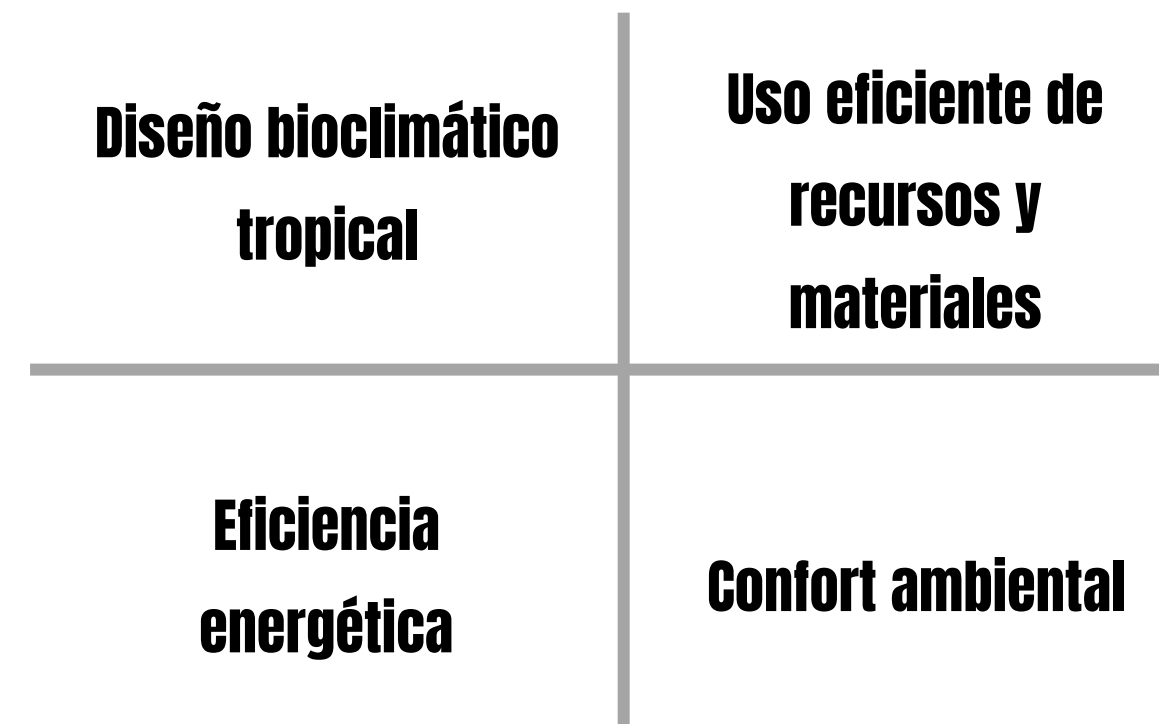 Diseño bioclimático
tropical
Uso eficiente de
recursos y
materiales
Eficiencia
energética
Confort ambiental